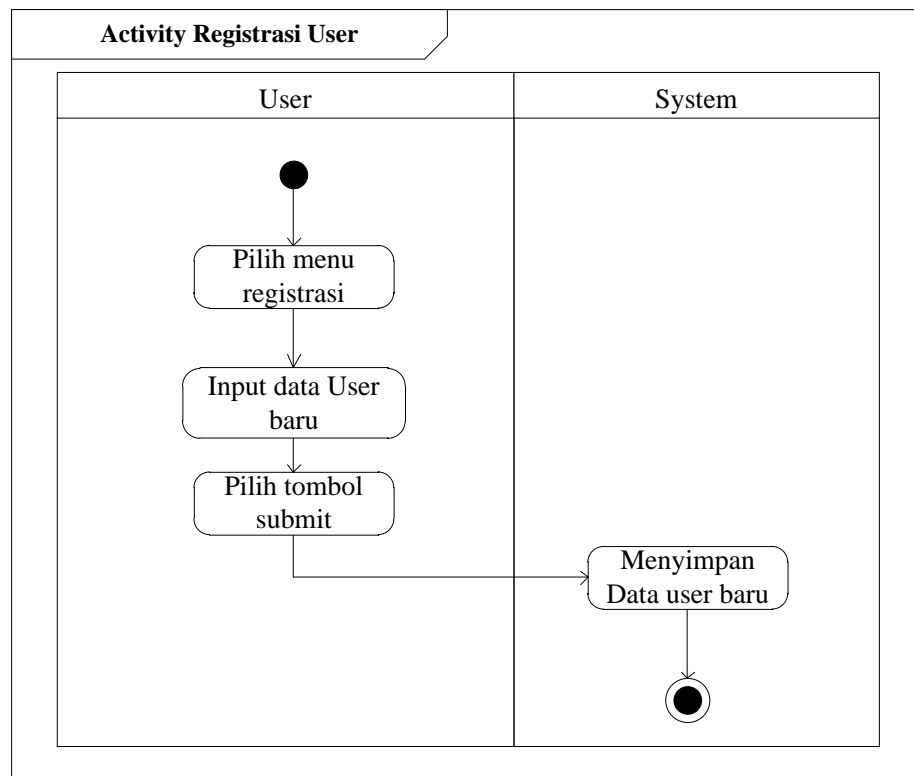 Activity Registrasi User
User
System
Pilih menu
registrasi
Input data User
baru
Pilih tombol
submit
Menyimpan
Data user baru